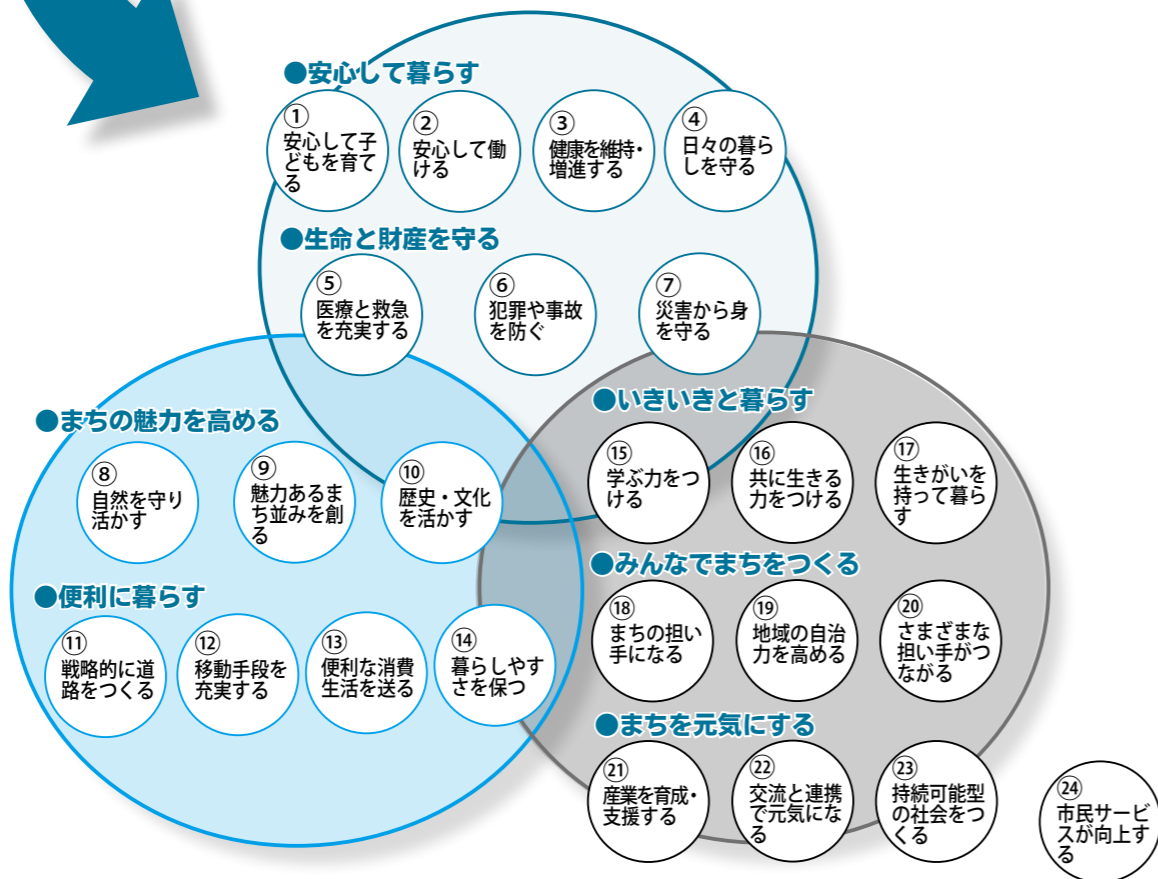 ●安心して暮らす
①
安心して子
どもを育て
る
②
安心して働
ける
③
健康を維持・
増進する
④
日々の暮ら
しを守る
●生命と財産を守る
⑤
医療と救急
を充実する
⑥
犯罪や事故
を防ぐ
⑦
災害から身
を守る
●まちの魅力を高める
⑧
自然を守り
活かす
⑨
魅力あるま
ち並みを創
る
⑩
歴史・文化
を活かす
●便利に暮らす
⑪
戦略的に道
路をつくる
⑫
移動手段を
充実する
⑬
便利な消費
生活を送る
⑭
暮らしやす
さを保つ
●いきいきと暮らす
⑮
学ぶ力をつ
ける
⑯
共に生きる
力をつける
⑰
生きがいを
持って暮ら
す
●みんなでまちをつくる
⑱
まちの担い
手になる
⑲
地域の自治
力を高める
⑳
さまざまな
担い手がつ
ながる
●まちを元気にする
㉑
産業を育成・
支援する
㉒
交流と連携
で元気にな
る
㉓
持続可能型
の社会をつ
くる
㉔
市民サービ
スが向上す
る